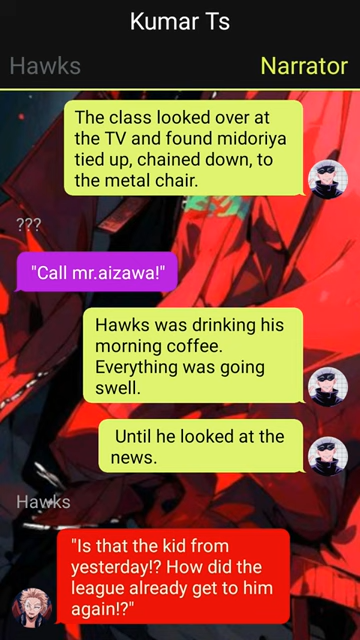 Kumar Ts
Hawks
Narrator
The class looked over at
the TV and found midoriya
tied up, chained down, to
the metal chair.
???
"Call mr.aizawa!"
Hawks was drinking his
morning coffee.
Everything was going
swell.
Until he looked at the
news.
Hawks
"Is that the kid from
yesterday!? How did the
league already get to him
again!?"